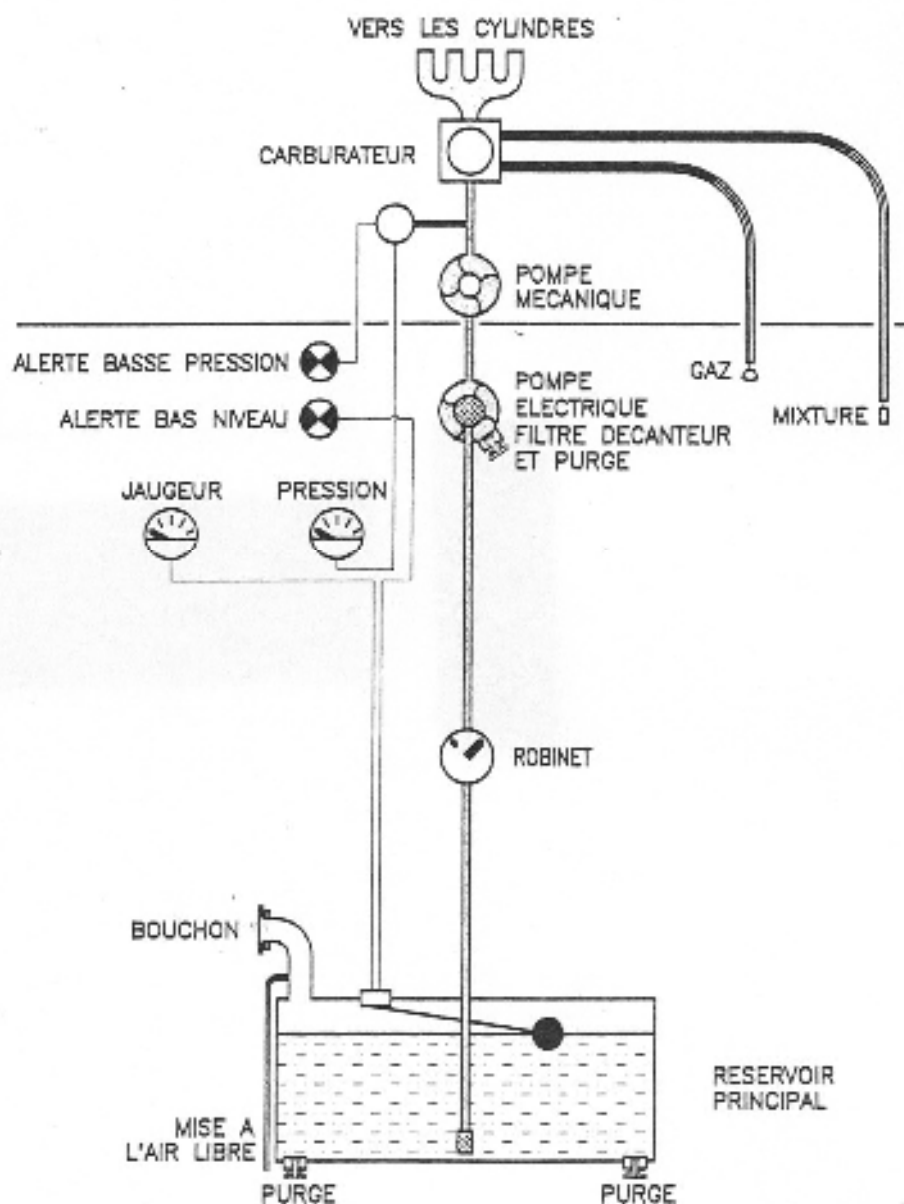 VERS LES CYLINDRES
CARBURATEUR
POMPE
MECANIQUE
ALERTE BASSE PRESSION
GAZ
POMPE
ELECTRIQUE
FILTRE DECANTEUR
ET PURGE
MIXTURE
ALERTE BAS NIVEAU
JAUGEUR
PRESSION
ROBINET
BOUCHON
RESERVOIR
PRINCIPAL
MISE A
L'AIR LIBRE
PURGE
PURGE